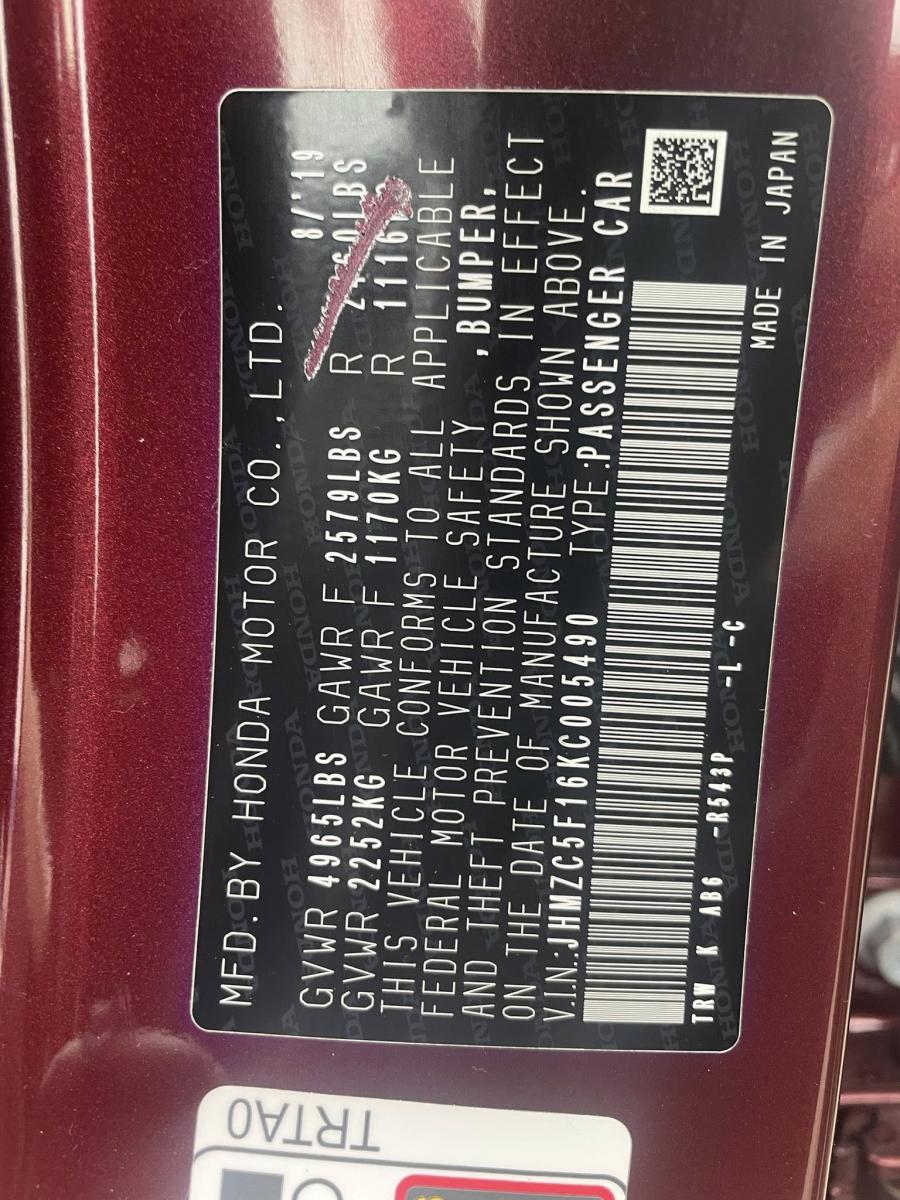 MFD.BY HONDA MOTOR CO.,LTD. 8/'19
GVWR 4965LBS GAWR F 2579LBS R 2460LBS
GVWR 2252KG GAWR F 1170KG R 1116
THIS VEHICLE CONFORMS TO ALL APPLICABLE
FEDERAL MOTOR VEHICLE SAFETY ,BUMPER,
AND THEFT PREVENTION STANDARDS IN EFFECT
ON THE DATE OF MANUFACTURE SHOWN ABOVE.
V.I.N.:JHMZC5F16KC005490 TYPE:PASSENGER CAR
TRW K AB6 -R543P -L -C
MADE IN JAPAN
TRTA0